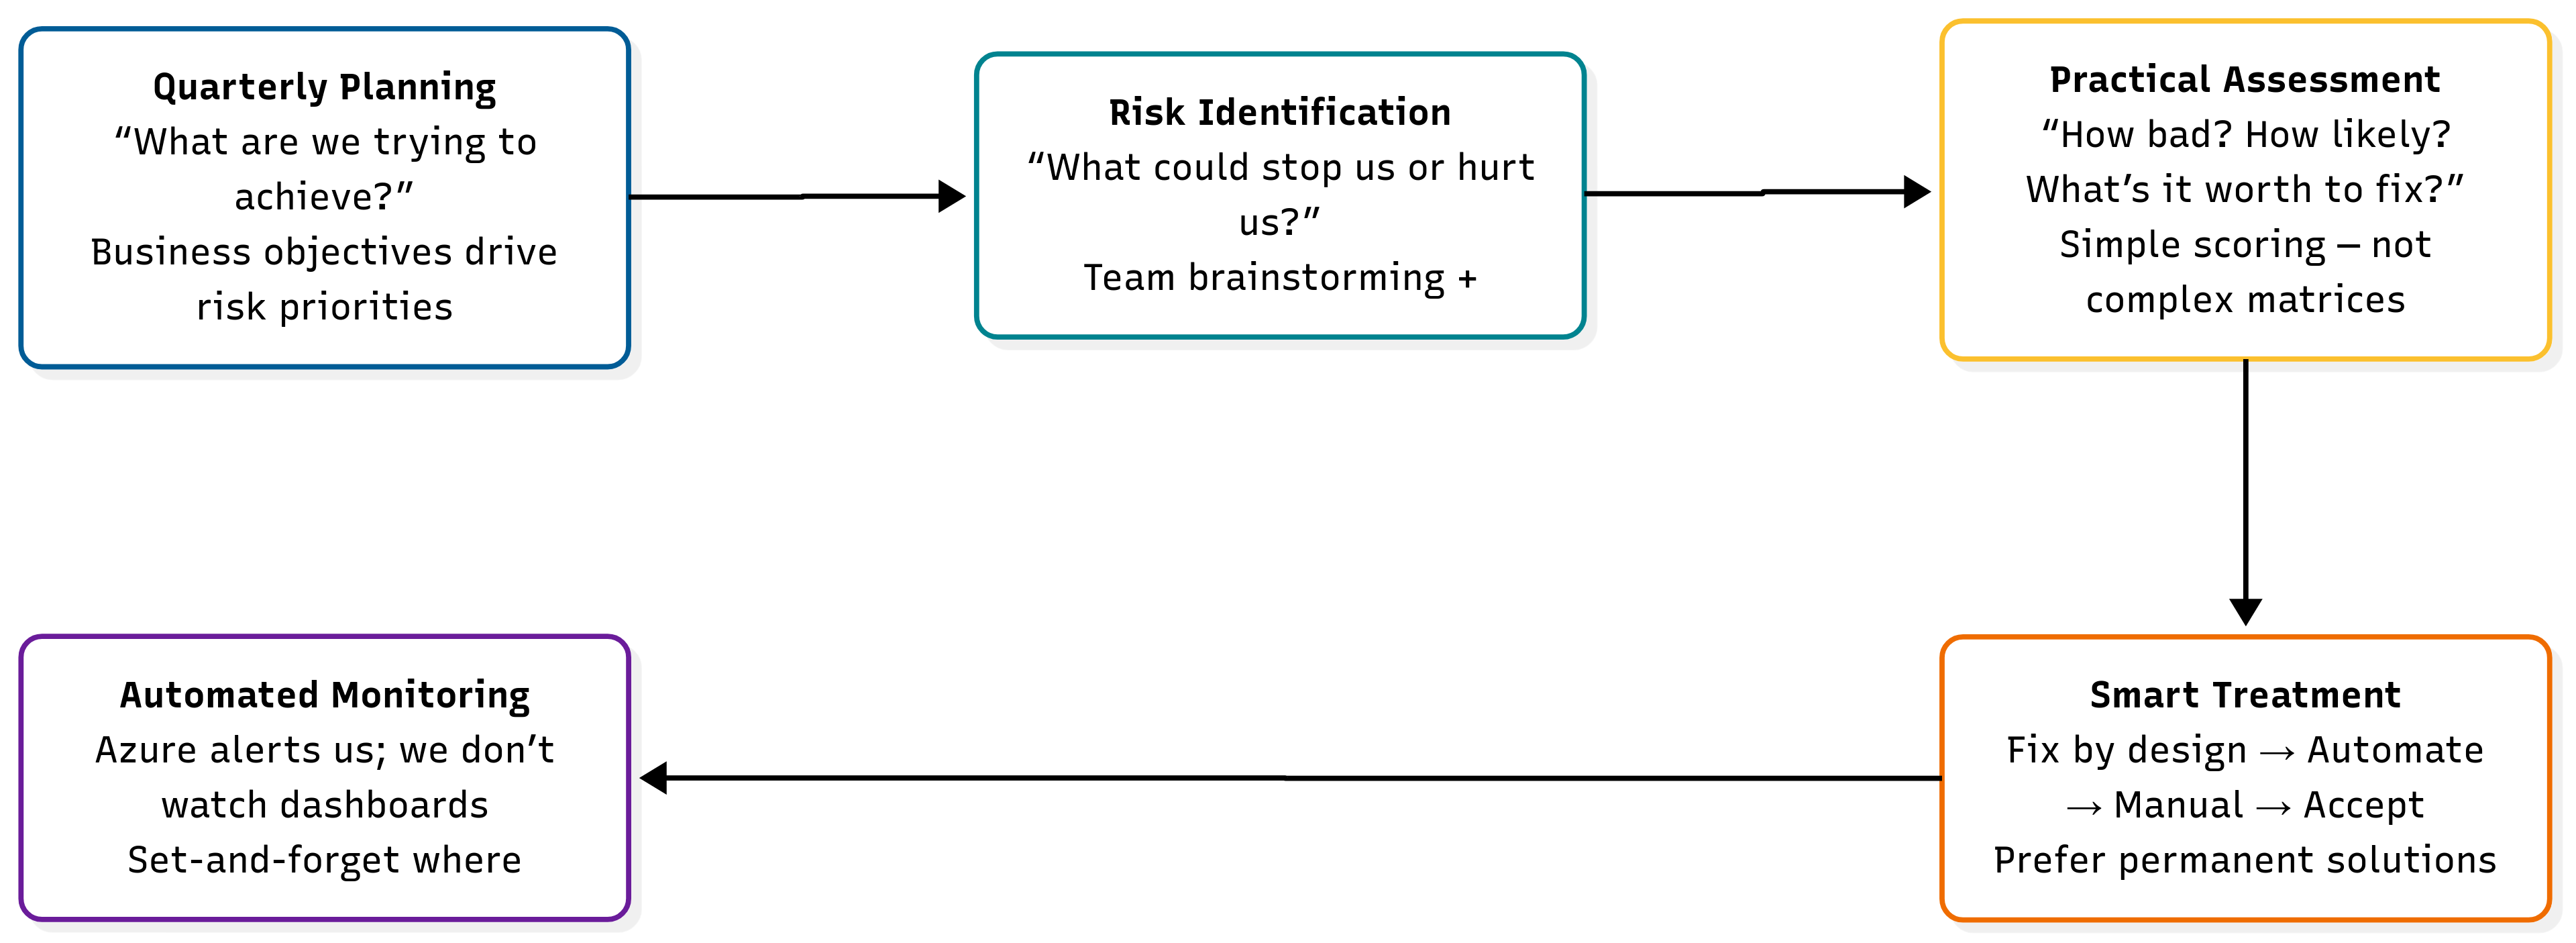 Quarterly Planning
“What are we trying to
achieve?”
Business objectives drive
risk priorities
Risk Identification
“What could stop us or hurt
us?”
Team brainstorming +
Practical Assessment
“How bad? How likely?
What’s it worth to fix?”
Simple scoring – not
complex matrices
Smart Treatment
Fix by design → Automate
→ Manual → Accept
Prefer permanent solutions
Automated Monitoring
Azure alerts us; we don’t
watch dashboards
Set-and-forget where